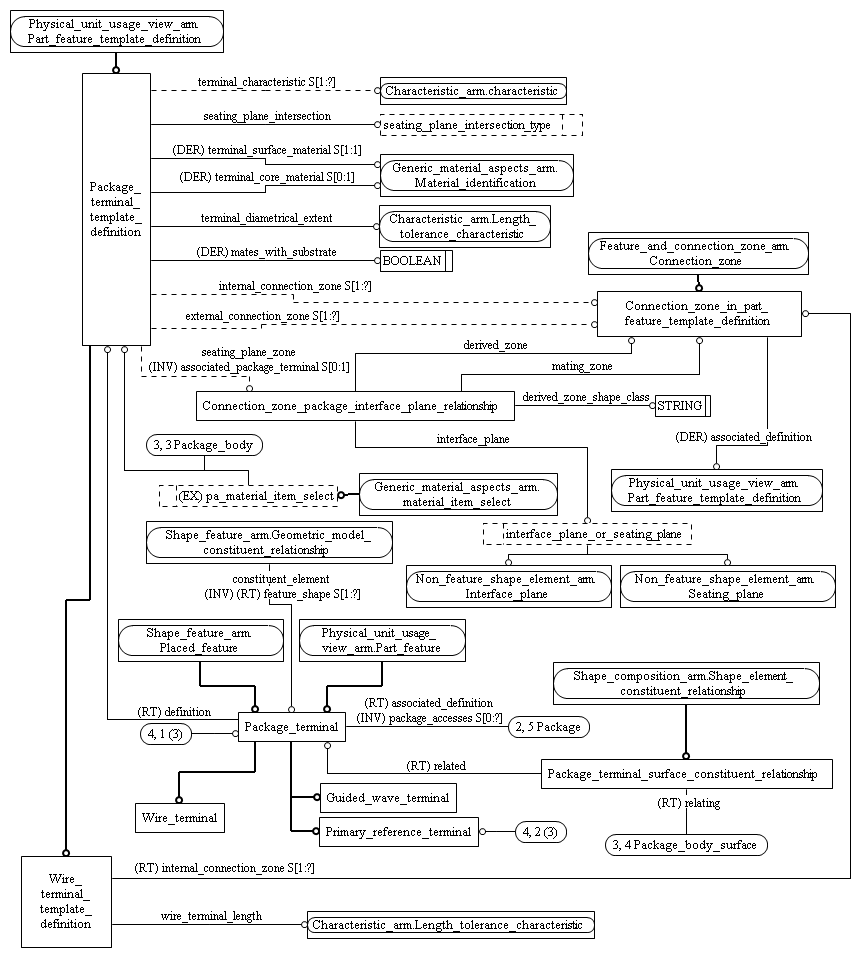 Physical_unit_usage_view_arm.
Part_feature_template_definition
terminal_characteristic S[1:?]
Characteristic_arm.characteristic
seating_plane_intersection
seating_plane_intersection_type
(DER) terminal_surface_material S[1:1]
Generic_material_aspects_arm.
Material_identification
(DER) terminal_core_material S[0:1]
Package_
terminal_
template_
definition
terminal_diametrical_extent
Characteristic_arm.Length_
tolerance_characteristic
(DER) mates_with_substrate
BOOLEAN
Feature_and_connection_zone_arm.
Connection_zone
internal_connection_zone S[1:?]
external_connection_zone S[1:?]
Connection_zone_in_part_
feature_template_definition
derived_zone
seating_plane_zone
(INV) associated_package_terminal S[0:1]
mating_zone
Connection_zone_package_interface_plane_relationship
derived_zone_shape_class
STRING
interface_plane
(DER) associated_definition
3, 3 Package_body
Physical_unit_usage_view_arm.
Part_feature_template_definition
(EX) pa_material_item_select
Generic_material_aspects_arm.
material_item_select
interface_plane_or_seating_plane
Shape_feature_arm.Geometric_model_
constituent_relationship
Non_feature_shape_element_arm.
Interface_plane
Non_feature_shape_element_arm.
Seating_plane
constituent_element
(INV) (RT) feature_shape S[1:?]
Shape_feature_arm.
Placed_feature
Physical_unit_usage_
view_arm.Part_feature
Shape_composition_arm.Shape_element_
constituent_relationship
(RT) definition
(RT) associated_definition
(INV) package_accesses S[0:?]
4, 1 (3)
Package_terminal
2, 5 Package
(RT) related
Package_terminal_surface_constituent_relationship
Guided_wave_terminal
(RT) relating
Wire_terminal
Primary_reference_terminal
4, 2 (3)
3, 4 Package_body_surface
Wire_
terminal_
template_
definition
(RT) internal_connection_zone S[1:?]
wire_terminal_length
Characteristic_arm.Length_tolerance_characteristic